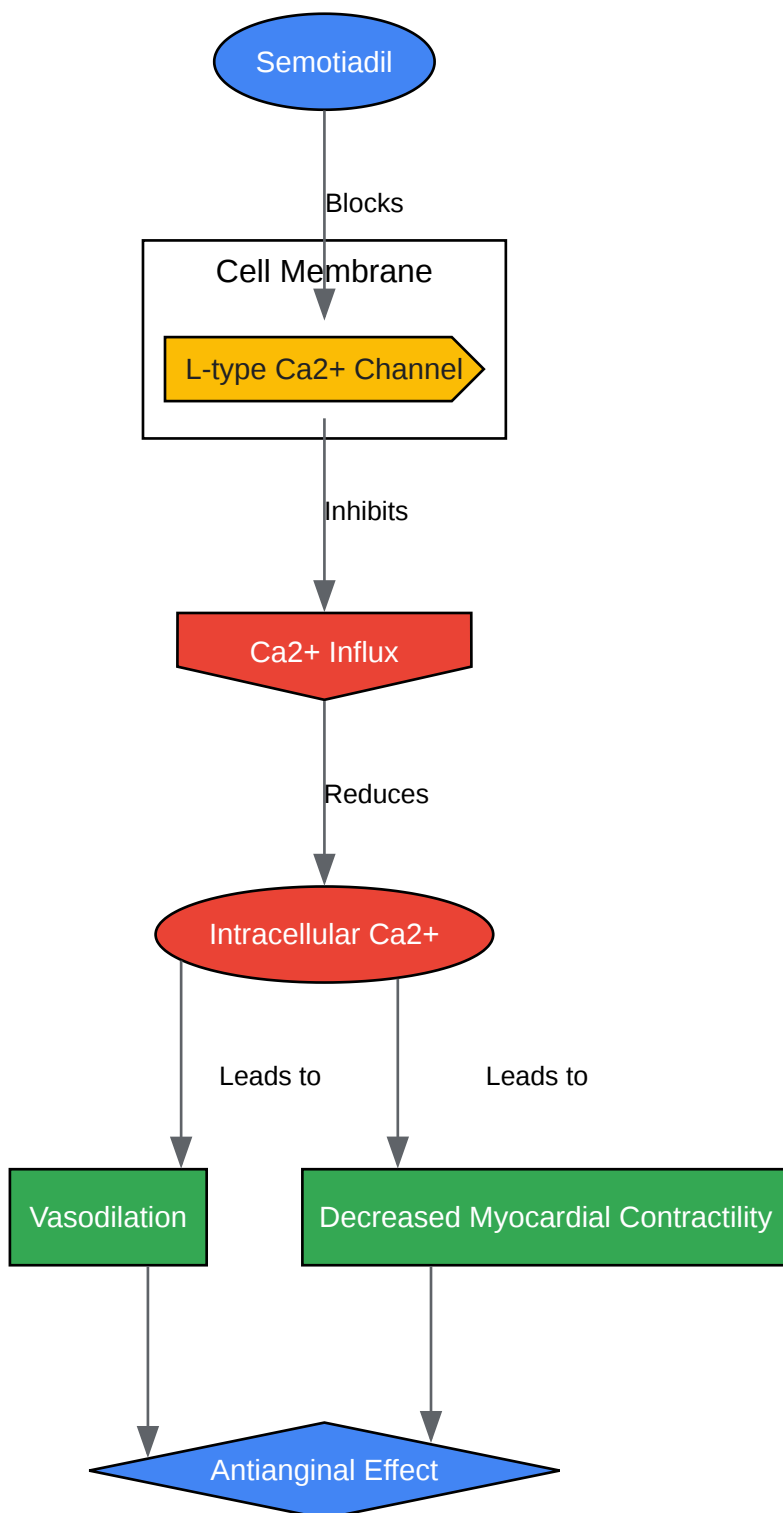 Semotiadil
Blocks
Cell Membrane
L-type Ca2+ Channel
Inhibits
Ca2+ Influx
Reduces
Intracellular Ca2+
Leads to
Leads to
Vasodilation
Decreased Myocardial Contractility
Antianginal Effect